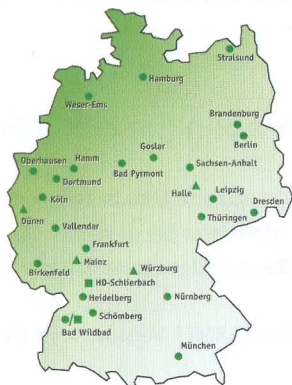 Stralsund
Hamburg
Weser-Ems
Brandenburg
Berlin
Goslar
Oberhausen
Hamm
Bad Pyrmont
Sachsen-Anhalt
Dortmund
Halle
Leipzig
Köln
Dresden
Düren
Thüringen
Vallendar
Frankfurt
Mainz
Würzburg
Birkenfeld
HD-Schlierbach
Heidelberg
Nürnberg
Schömberg
Bad Wildbad
München